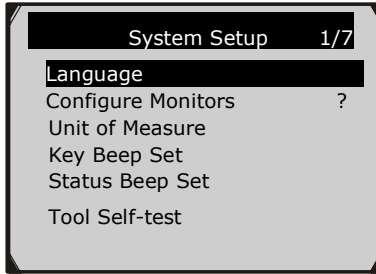 System Setup 1/7
Language
Configure Monitors ?
Unit of Measure
Key Beep Set
Status Beep Set
Tool Self-test